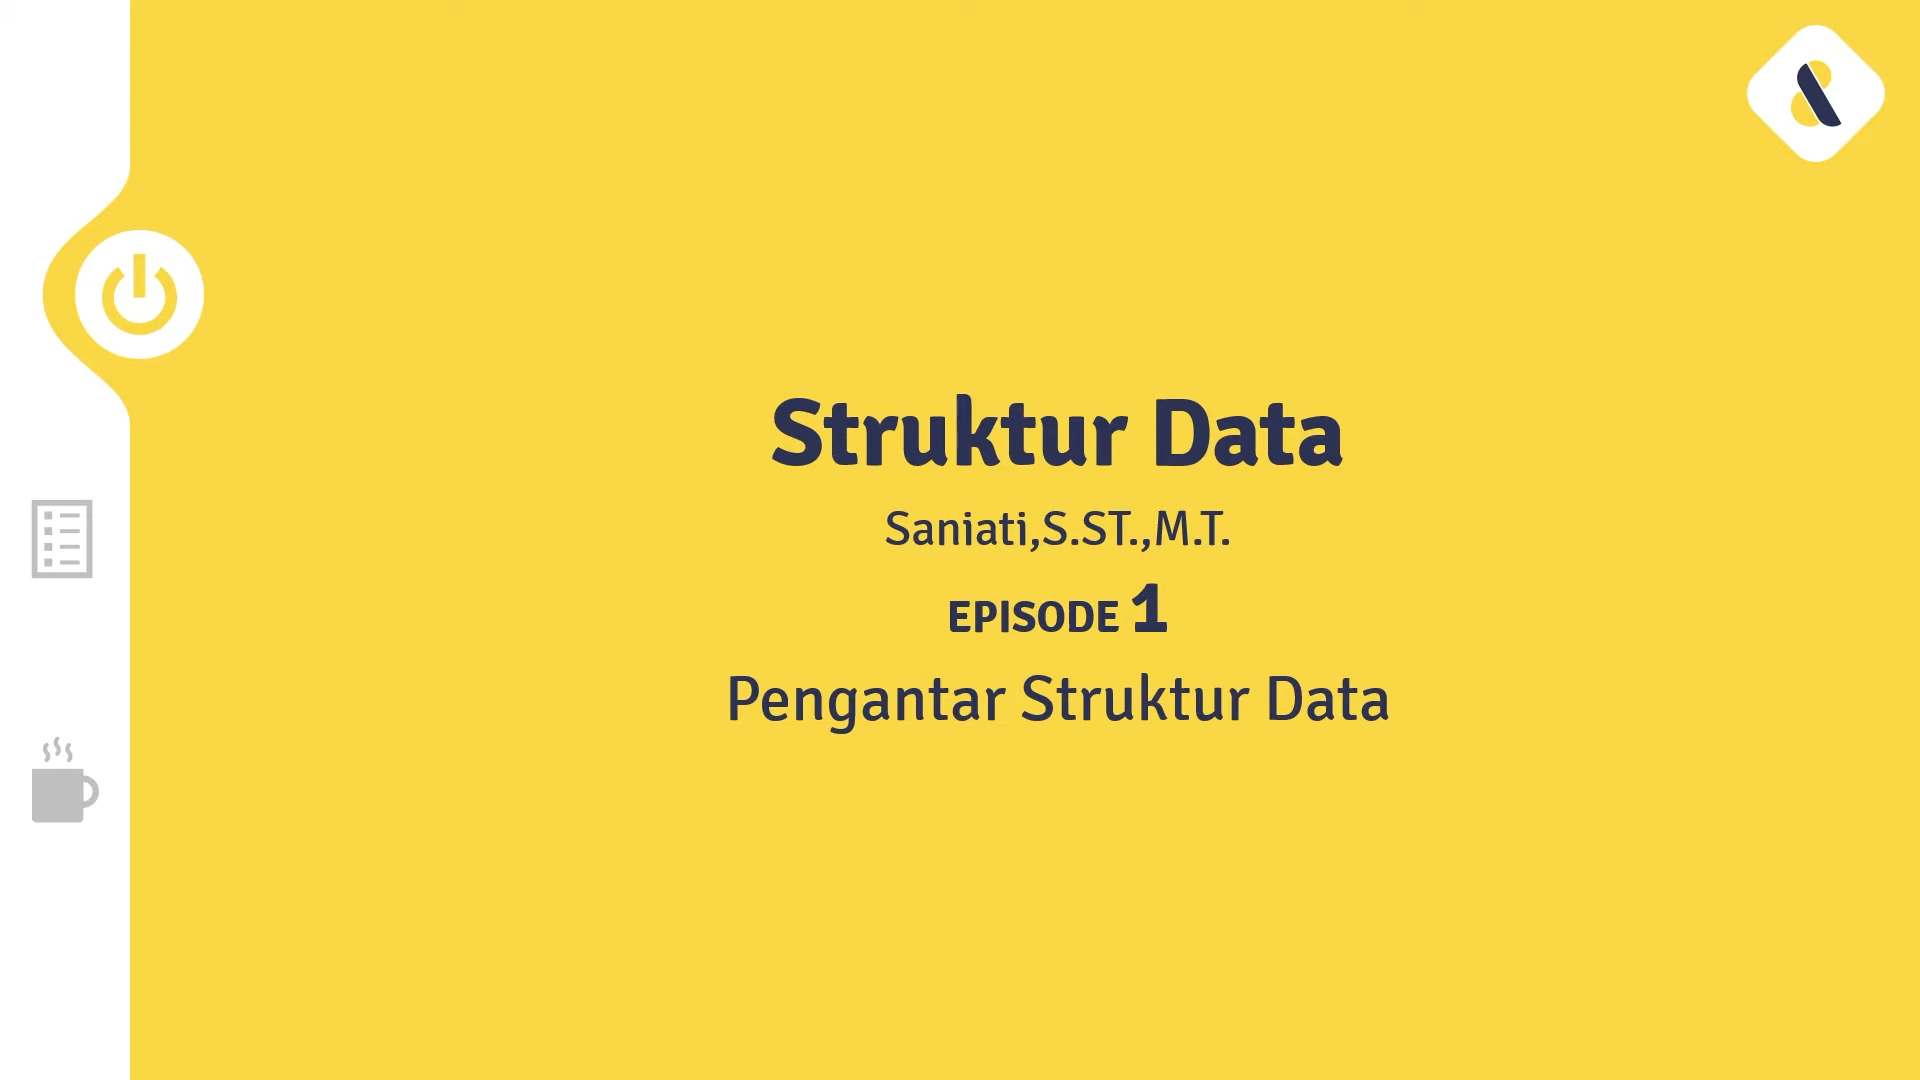 Struktur Data
Saniati,S.ST.,M.T.
EPISODE 1
Pengantar Struktur Data